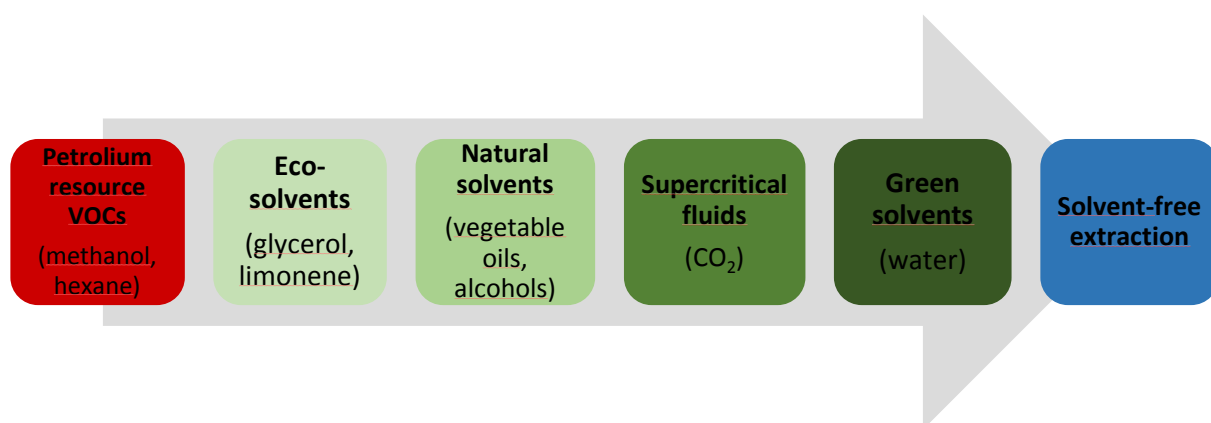 Petrolium
resource
VOCs
(methanol,
hexane)
Eco-
solvents
(glycerol,
limonene)
Natural
solvents
(vegetable
oils,
alcohols)
Supercritical
fluids
(CO₂)
Green
solvents
(water)
Solvent-free
extraction